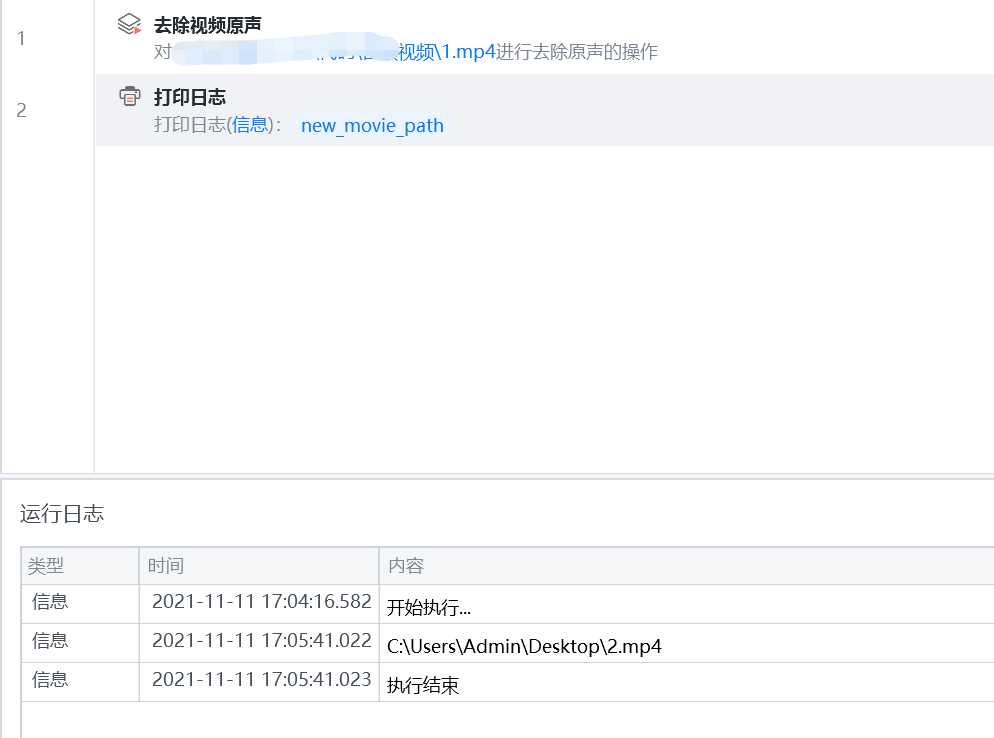 1
去除视频原声
对视频\1.mp4进行去除原声的操作
2
打印日志
打印日志(信息)： new_movie_path
运行日志
类型 时间 内容
信息 2021-11-11 17:04:16.582 开始执行...
信息 2021-11-11 17:05:41.022 C:\Users\Admin\Desktop\2.mp4
信息 2021-11-11 17:05:41.023 执行结束